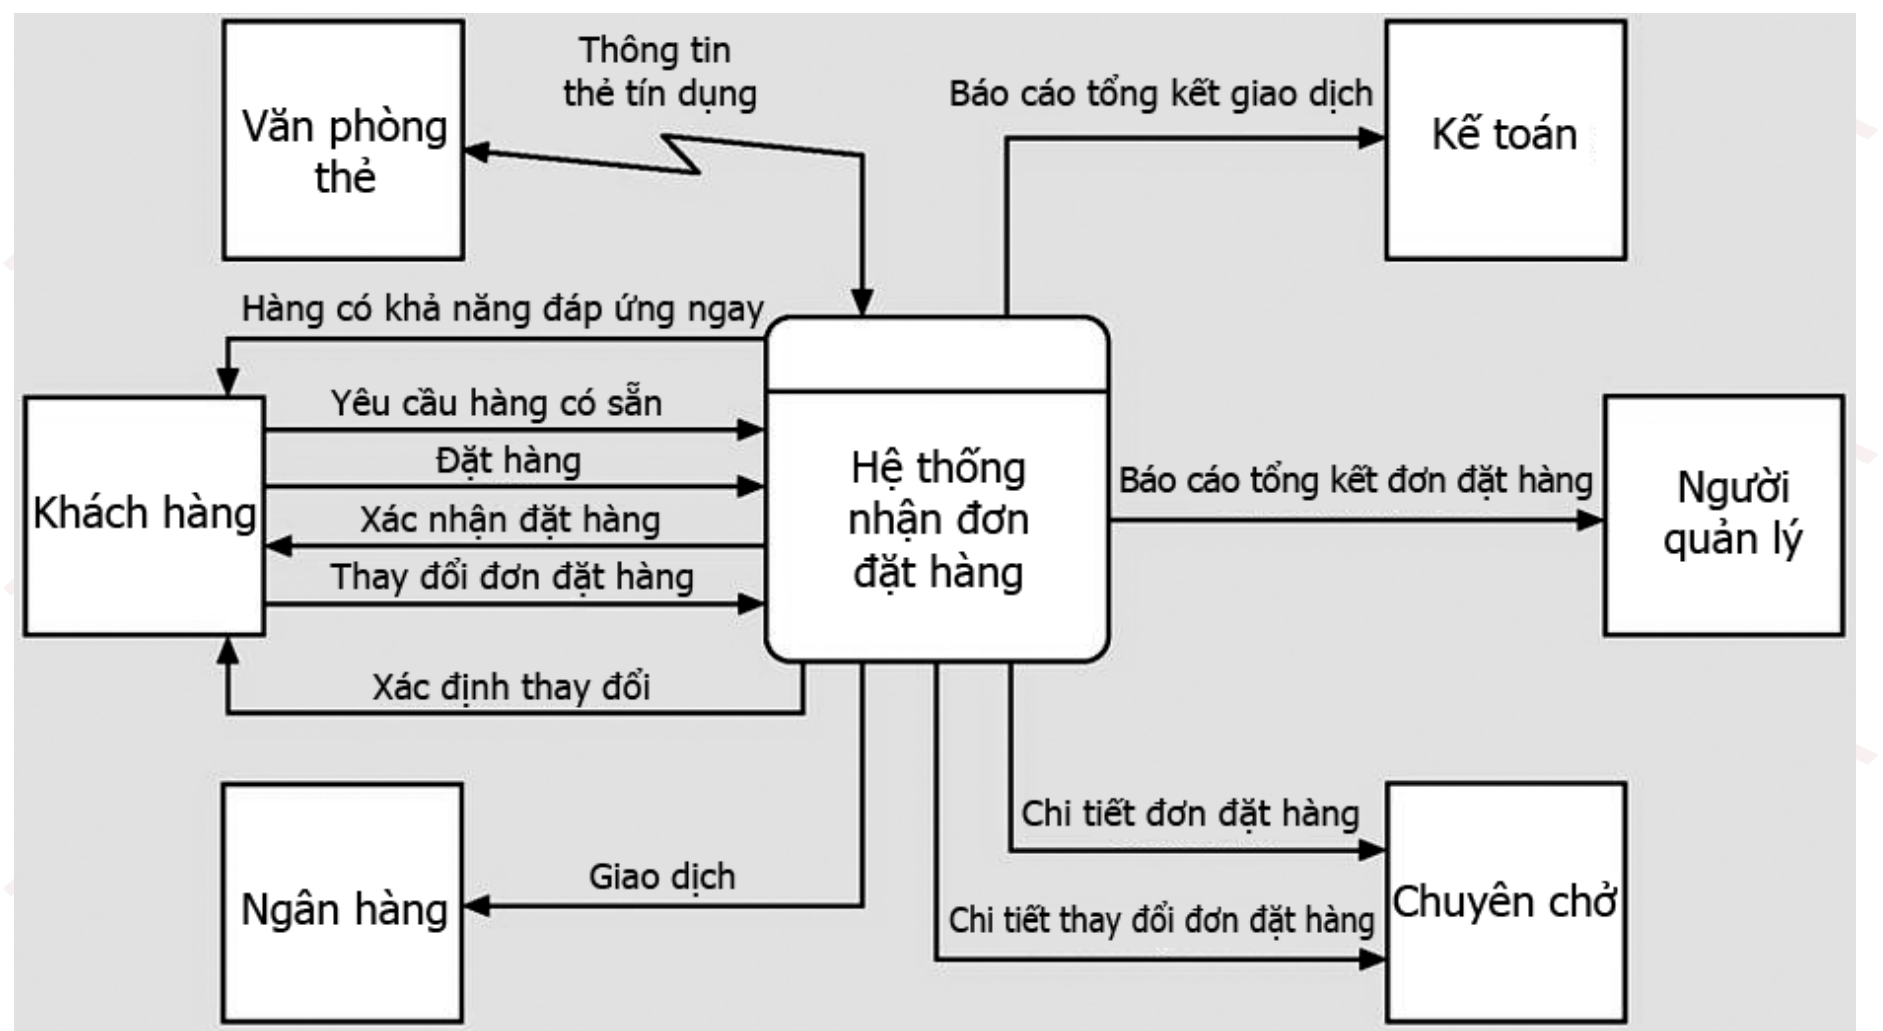 Thông tin
thẻ tín dụng
Văn phòng
thẻ
Báo cáo tổng kết giao dịch
Kế toán
Hàng có khả năng đáp ứng ngay
Yêu cầu hàng có sẵn
Đặt hàng
Khách hàng
Xác nhận đặt hàng
Thay đổi đơn đặt hàng
Xác định thay đổi
Hệ thống
nhận đơn
đặt hàng
Báo cáo tổng kết đơn đặt hàng
Người
quản lý
Ngân hàng
Giao dịch
Chi tiết đơn đặt hàng
Chi tiết thay đổi đơn đặt hàng
Chuyên chở